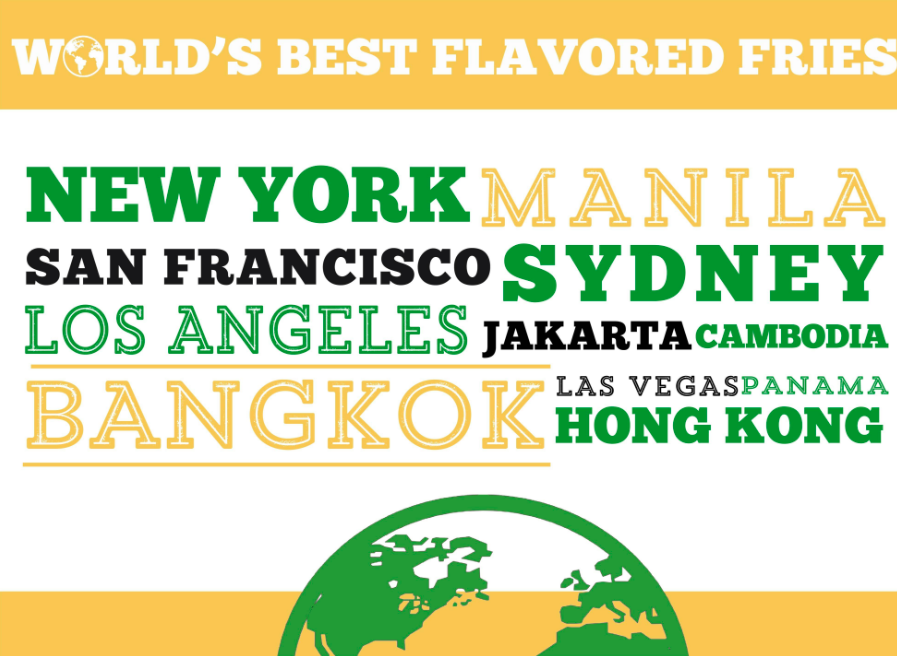 WORLD'S BEST FLAVORED FRIES
NEW YORK MANILA
SAN FRANCISCO SYDNEY
LOS ANGELES JAKARTA CAMBODIA
BANGKOK LAS VEGAS PANAMA
HONG KONG